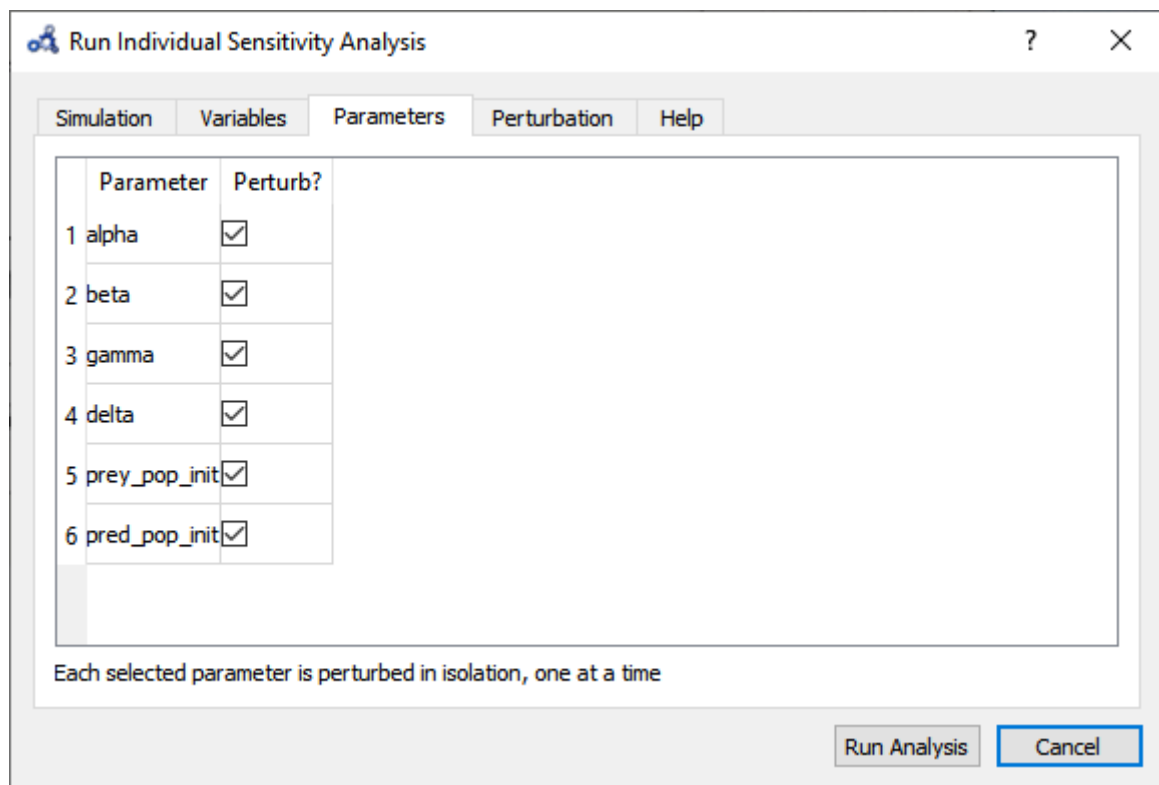 Run Individual Sensitivity Analysis ?
Simulation Variables Parameters Perturbation Help
Parameter Perturb?
1 alpha
2 beta
3 gamma
4 delta
5 prey_pop_init
6 pred_pop_init
Each selected parameter is perturbed in isolation, one at a time
Run Analysis Cancel